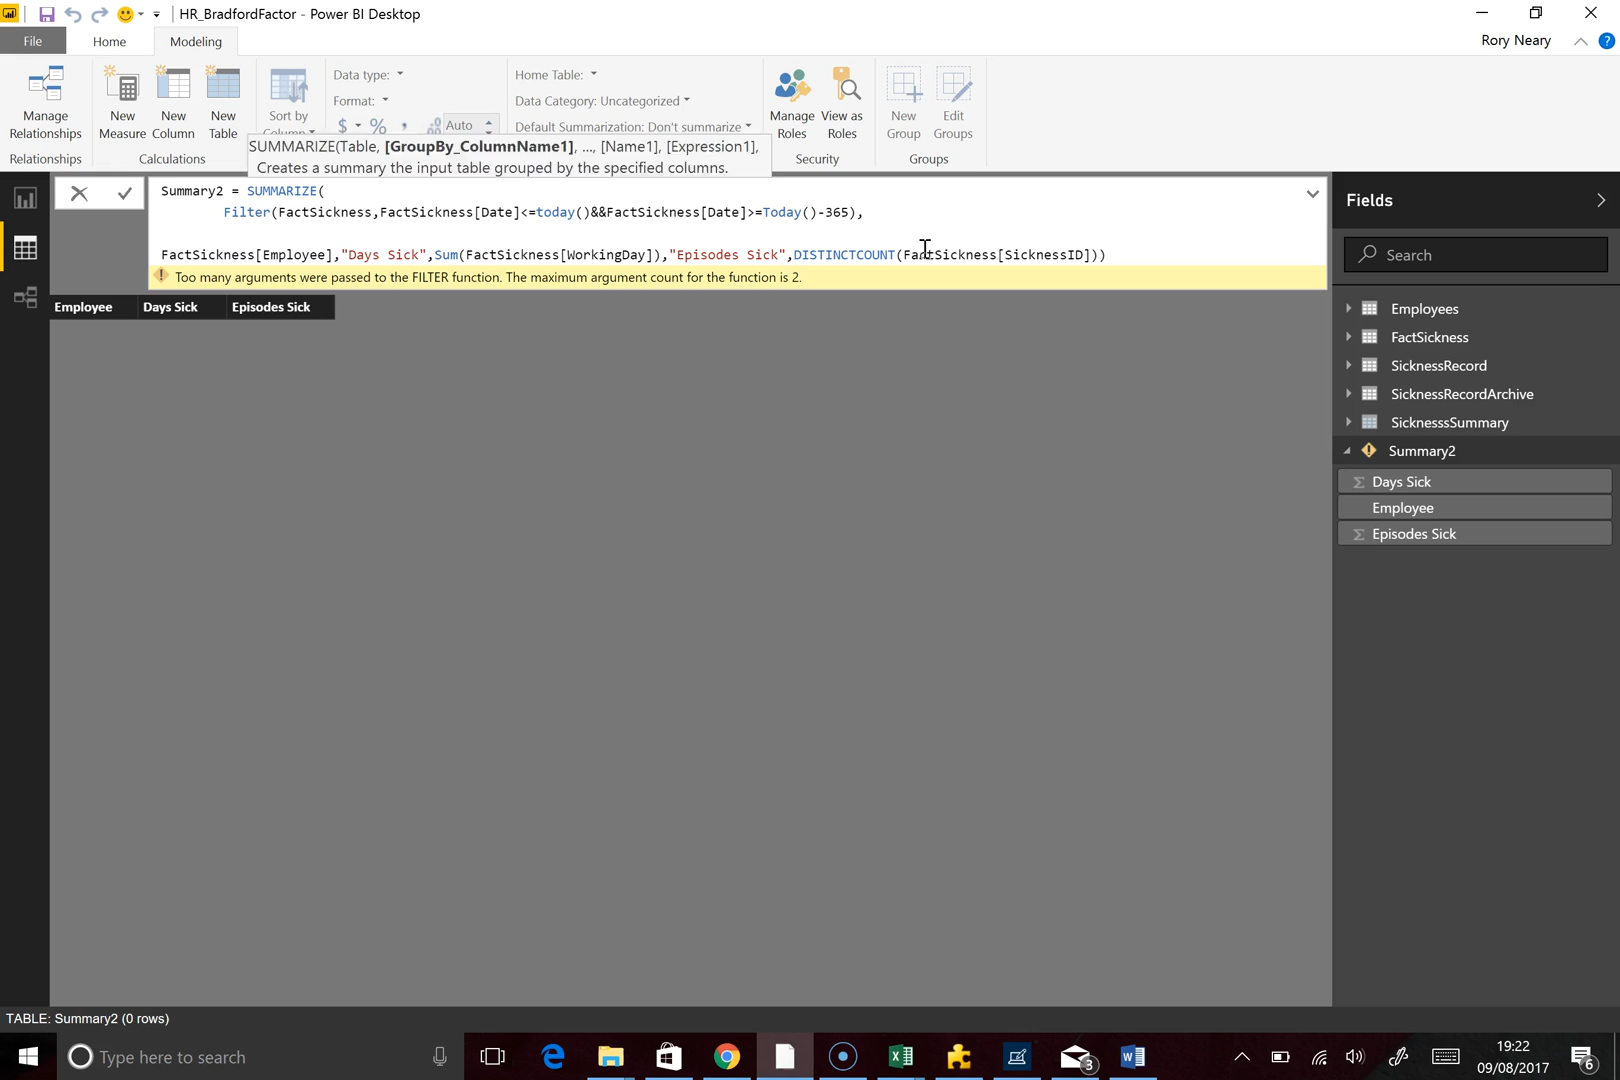 HR_BradfordFactor - Power BI Desktop
File
Home
Modeling
Rory Neary
Manage Relationships
New Measure
New Column
New Table
Sort by Column
Data type:
Format:
$ % , Auto
Home Table:
Data Category: Uncategorized
Default Summarization: Don't summarize
Manage Roles
View as Roles
New Group
Edit Groups
Relationships
Calculations
Security
Groups
SUMMARIZE(Table, [GroupBy_ColumnName1], ..., [Name1], [Expression1],
Creates a summary the input table grouped by the specified columns.
Summary2 = SUMMARIZE(
Filter(FactSickness,FactSickness[Date]<=today()&&FactSickness[Date]>=Today()-365),
FactSickness[Employee],"Days Sick",Sum(FactSickness[WorkingDay]),"Episodes Sick",DISTINCTCOUNT(FactSickness[SicknessID]))
Too many arguments were passed to the FILTER function. The maximum argument count for the function is 2.
Employee
Days Sick
Episodes Sick
Fields
Search
Employees
FactSickness
SicknessRecord
SicknessRecordArchive
SicknesssSummary
Summary2
Days Sick
Employee
Episodes Sick
TABLE: Summary2 (0 rows)
Type here to search
3
19:22
09/08/2017
6